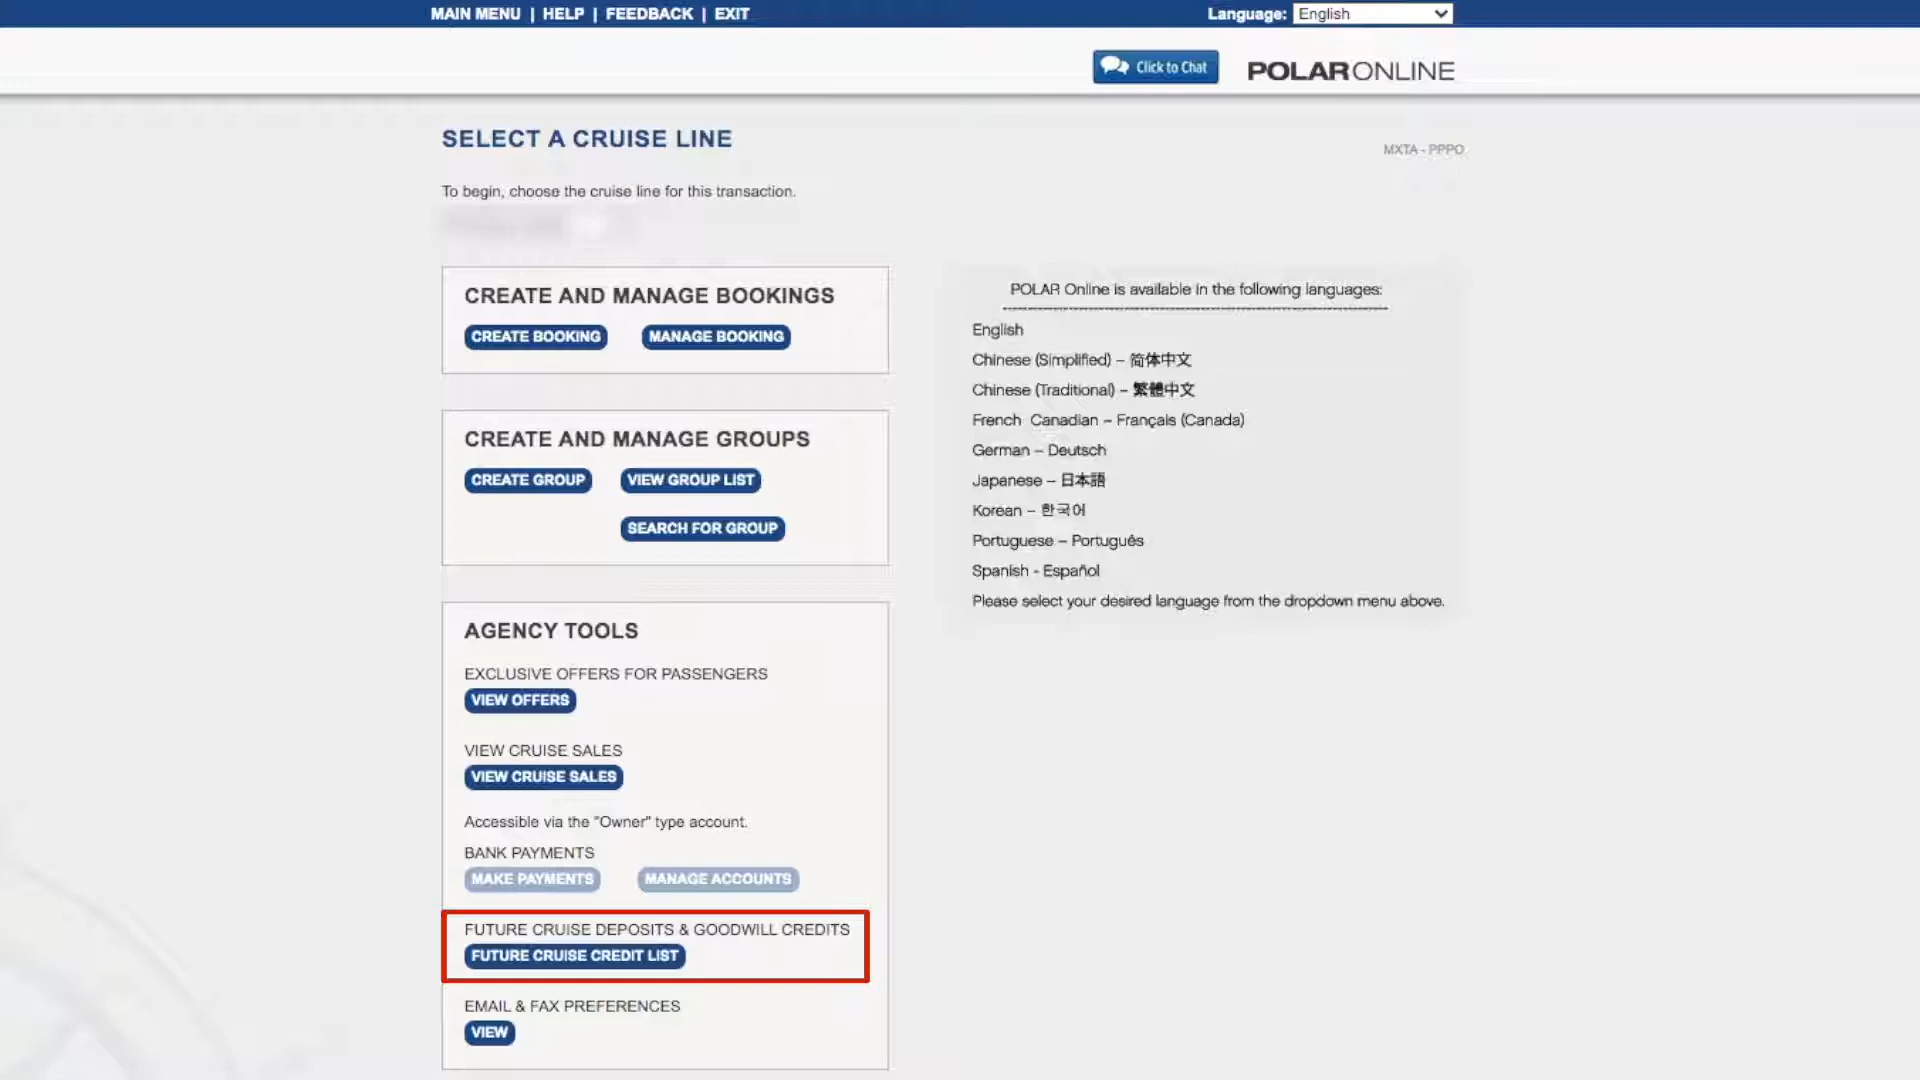 MAIN MENU | HELP | FEEDBACK | EXIT
Language: English
Click to Chat
POLAR ONLINE
SELECT A CRUISE LINE
MXTA - PPPO
To begin, choose the cruise line for this transaction.
CREATE AND MANAGE BOOKINGS
CREATE BOOKING MANAGE BOOKING
CREATE AND MANAGE GROUPS
CREATE GROUP VIEW GROUP LIST
SEARCH FOR GROUP
AGENCY TOOLS
EXCLUSIVE OFFERS FOR PASSENGERS
VIEW OFFERS
VIEW CRUISE SALES
VIEW CRUISE SALES
Accessible via the "Owner" type account.
BANK PAYMENTS
MAKE PAYMENTS MANAGE ACCOUNTS
FUTURE CRUISE DEPOSITS & GOODWILL CREDITS
FUTURE CRUISE CREDIT LIST
EMAIL & FAX PREFERENCES
VIEW
POLAR Online is available in the following languages:
English
Chinese (Simplified) – 简体中文
Chinese (Traditional) – 繁體中文
French Canadian – Français (Canada)
German – Deutsch
Japanese – 日本語
Korean – 한국어
Portuguese – Português
Spanish - Español
Please select your desired language from the dropdown menu above.